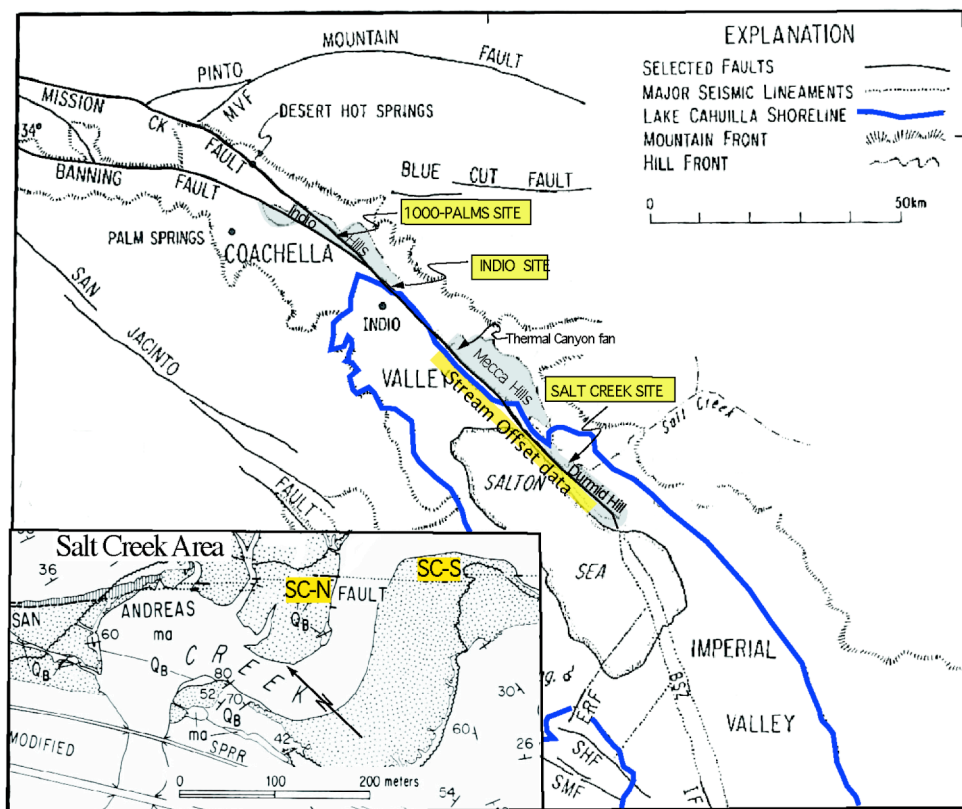 EXPLANATION
SELECTED FAULTS
MAJOR SEISMIC LINEAMENTS
LAKE CAHUILLA SHORELINE
MOUNTAIN FRONT
HILL FRONT
0 50km
PINTO MOUNTAIN FAULT
MISSION CK FAULT
MVF
DESERT HOT SPRINGS
34°
BANNING FAULT
BLUE CUT FAULT
1000-PALMS SITE
Indio Hills
PALM SPRINGS
COACHELLA
INDIO SITE
SAN JACINTO FAULT
INDIO
Thermal Canyon fan
VALLEY
Mecca Hills
SALT CREEK SITE
Stream Offset data
Salt Creek
SALTON
Durmid Hill
SEA
IMPERIAL
VALLEY
BSZ
ERF
SHF
SMF
IF
g.
Salt Creek Area
36
SC-N
SC-S
FAULT
SAN
ANDREAS
60
ma
QB
QB
QB
CREEK
N
80
52
70
QB
30
ma
SPRR
42
60
26
MODIFIED
0 100 200 meters
54